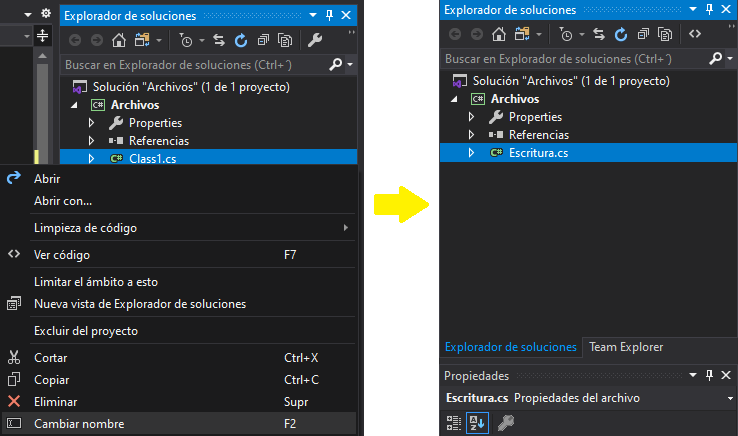 Explorador de soluciones
Buscar en Explorador de soluciones (Ctrl+´)
Solución "Archivos" (1 de 1 proyecto)
C# Archivos
Properties
Referencias
C# Class1.cs
Abrir
Abrir con...
Limpieza de código
Ver código F7
Limitar el ámbito a esto
Nueva vista de Explorador de soluciones
Excluir del proyecto
Cortar Ctrl+X
Copiar Ctrl+C
Eliminar Supr
Cambiar nombre F2
Explorador de soluciones
Buscar en Explorador de soluciones (Ctrl+´)
Solución "Archivos" (1 de 1 proyecto)
C# Archivos
Properties
Referencias
C# Escritura.cs
Explorador de soluciones Team Explorer
Propiedades
Escritura.cs Propiedades del archivo